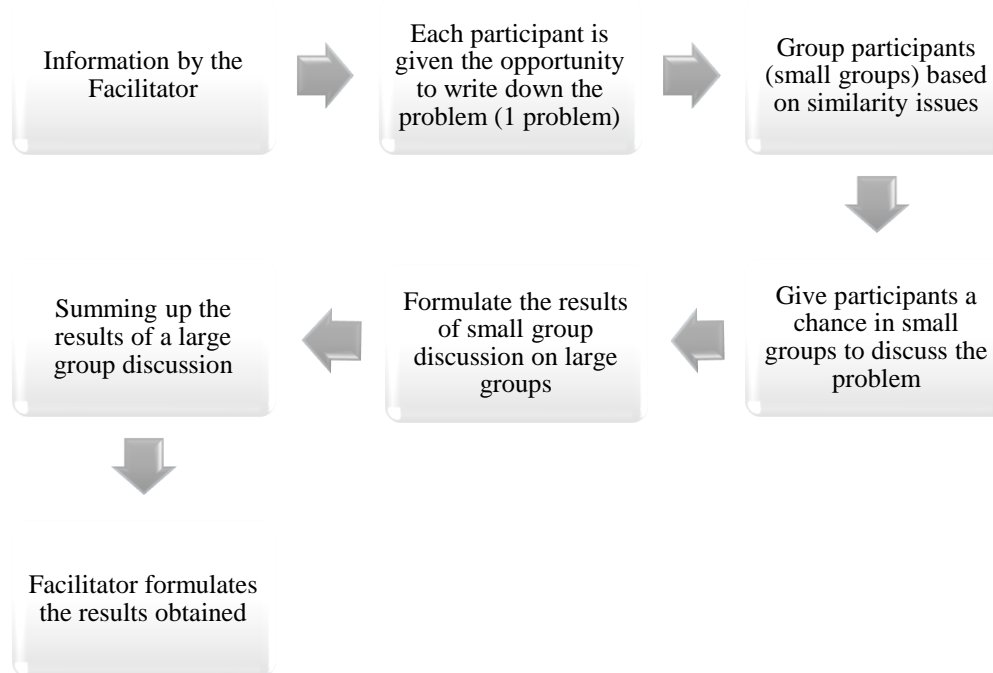 Information by the
Facilitator
Each participant is
given the opportunity
to write down the
problem (1 problem)
Group participants
(small groups) based
on similarity issues
Give participants a
chance in small
groups to discuss the
problem
Formulate the results
of small group
discussion on large
groups
Summing up the
results of a large
group discussion
Facilitator formulates
the results obtained